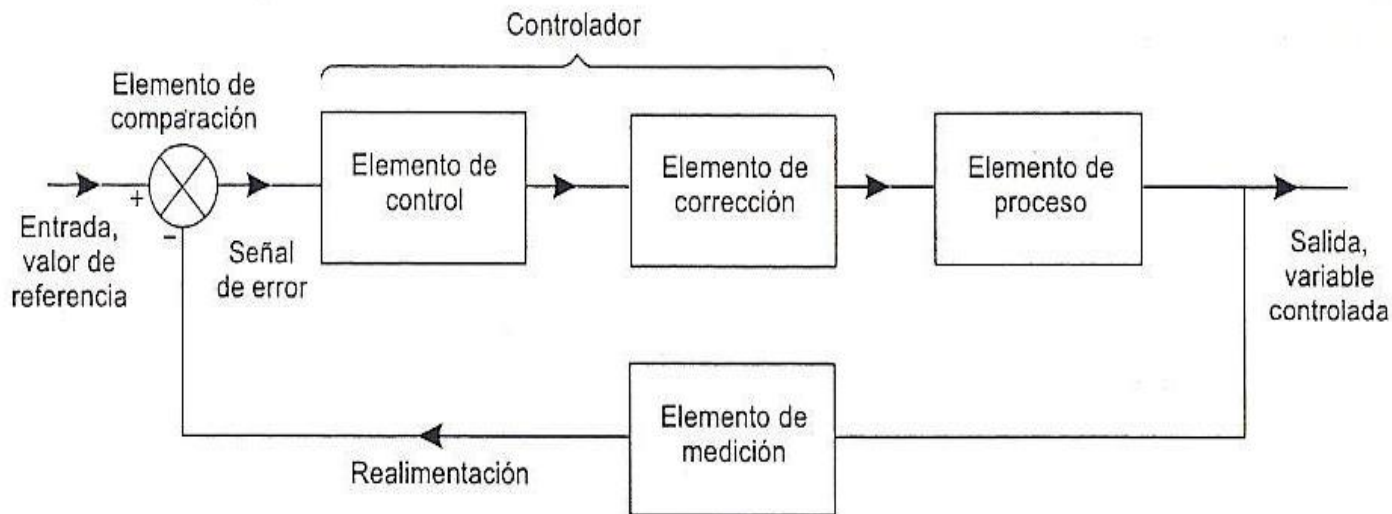 Controlador
Elemento de
comparación
Elemento de
control
Elemento de
corrección
Elemento de
proceso
+
−
Entrada,
valor de
referencia
Señal
de error
Salida,
variable
controlada
Elemento de
medición
Realimentación